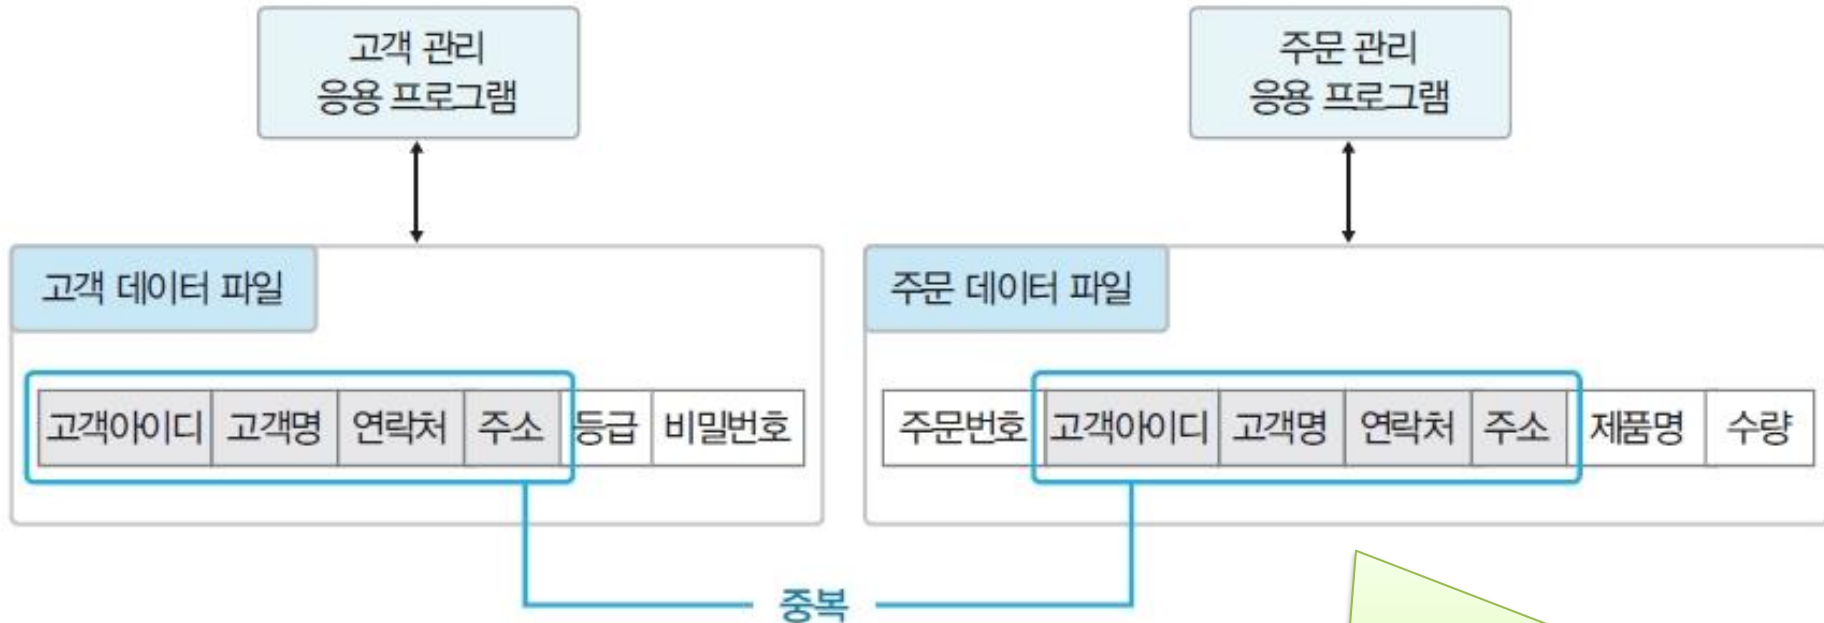 고객 관리
응용 프로그램
주문 관리
응용 프로그램
고객 데이터 파일
고객아이디 고객명 연락처 주소 등급 비밀번호
주문 데이터 파일
주문번호 고객아이디 고객명 연락처 주소 제품명 수량
중복